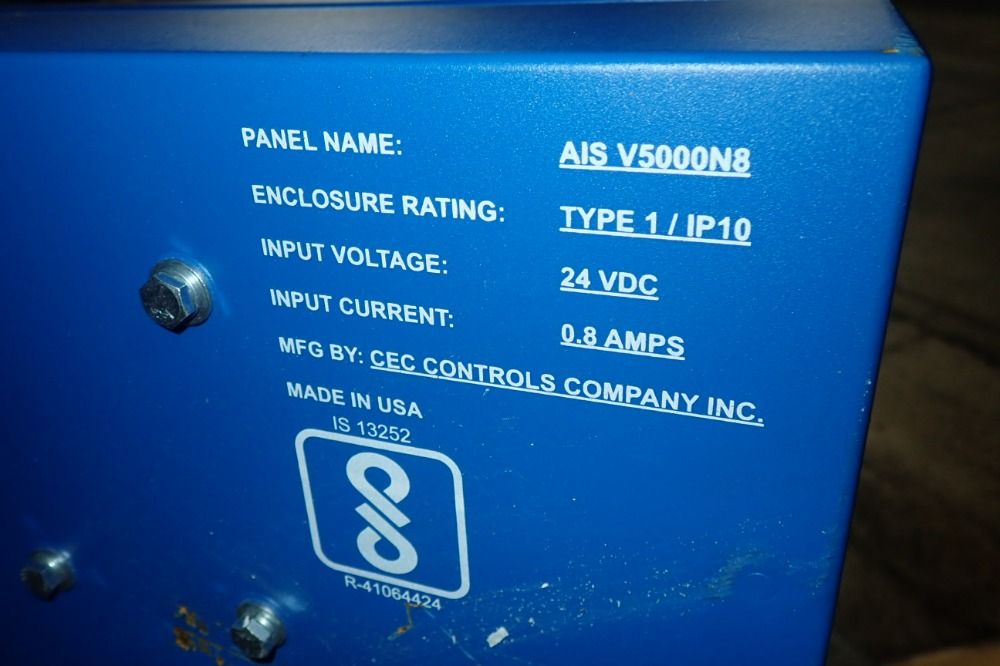 PANEL NAME: AIS V5000N8
ENCLOSURE RATING: TYPE 1 / IP10
INPUT VOLTAGE: 24 VDC
INPUT CURRENT: 0.8 AMPS
MFG BY: CEC CONTROLS COMPANY INC.
MADE IN USA
IS 13252
R-41064424